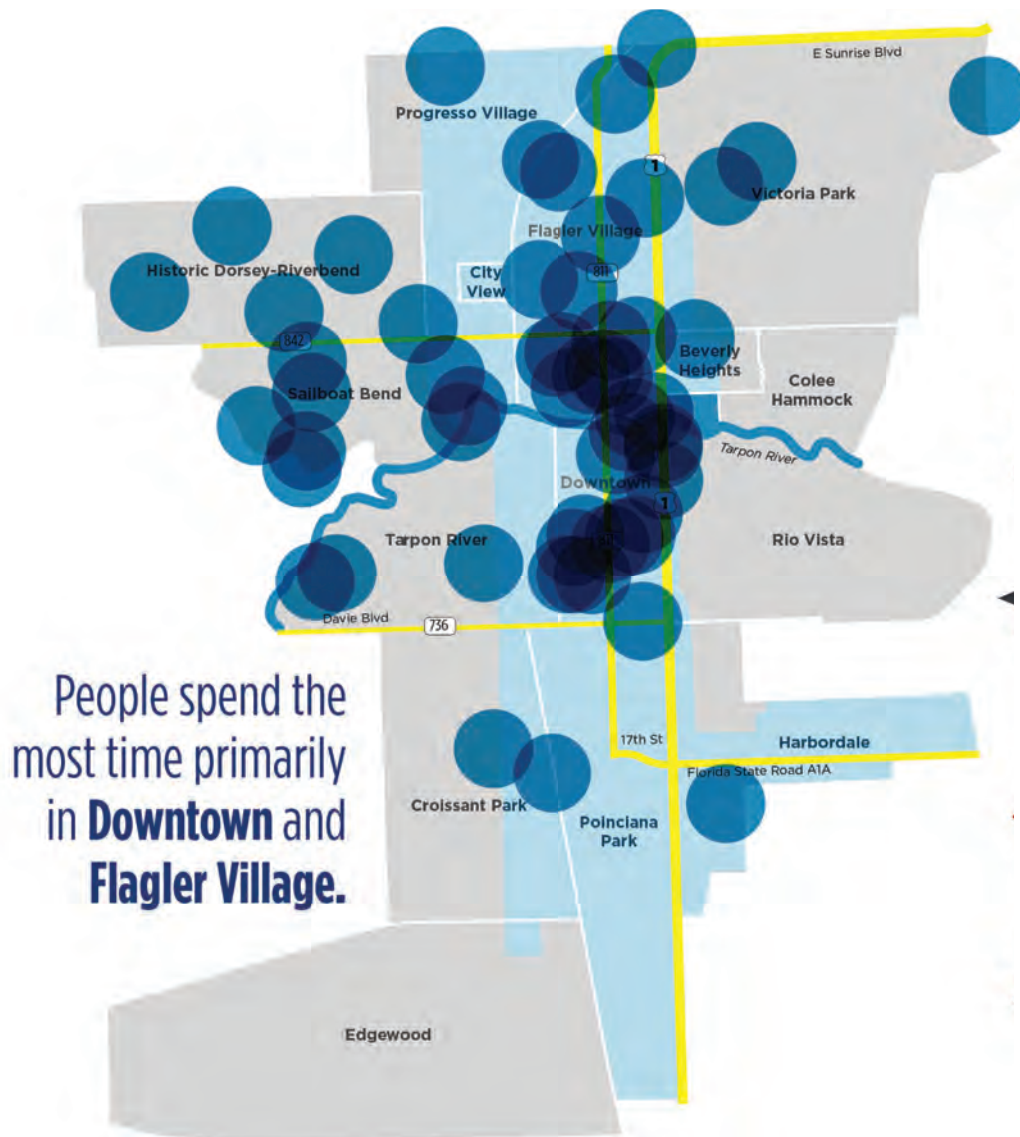 E Sunrise Blvd
Progresso Village
1
Victoria Park
Flagler Village
Historic Dorsey-Riverbend
City
View
811
842
Beverly
Heights
Sailboat Bend
Colee
Hammock
Tarpon River
Downtown
1
Tarpon River
Rio Vista
Davie Blvd
736
People spend the
most time primarily
in Downtown and
Flagler Village.
17th St
Harbordale
Florida State Road A1A
Croissant Park
Poinciana
Park
Edgewood